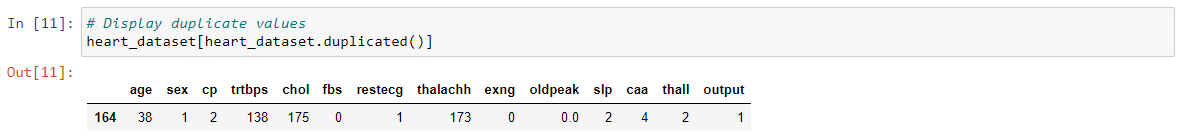 In [11]: # Display duplicate values
heart_dataset[heart_dataset.duplicated()]
Out[11]:
age sex cp trtbps chol fbs restecg thalachh exng oldpeak slp caa thall output
164 38 1 2 138 175 0 1 173 0 0.0 2 4 2 1